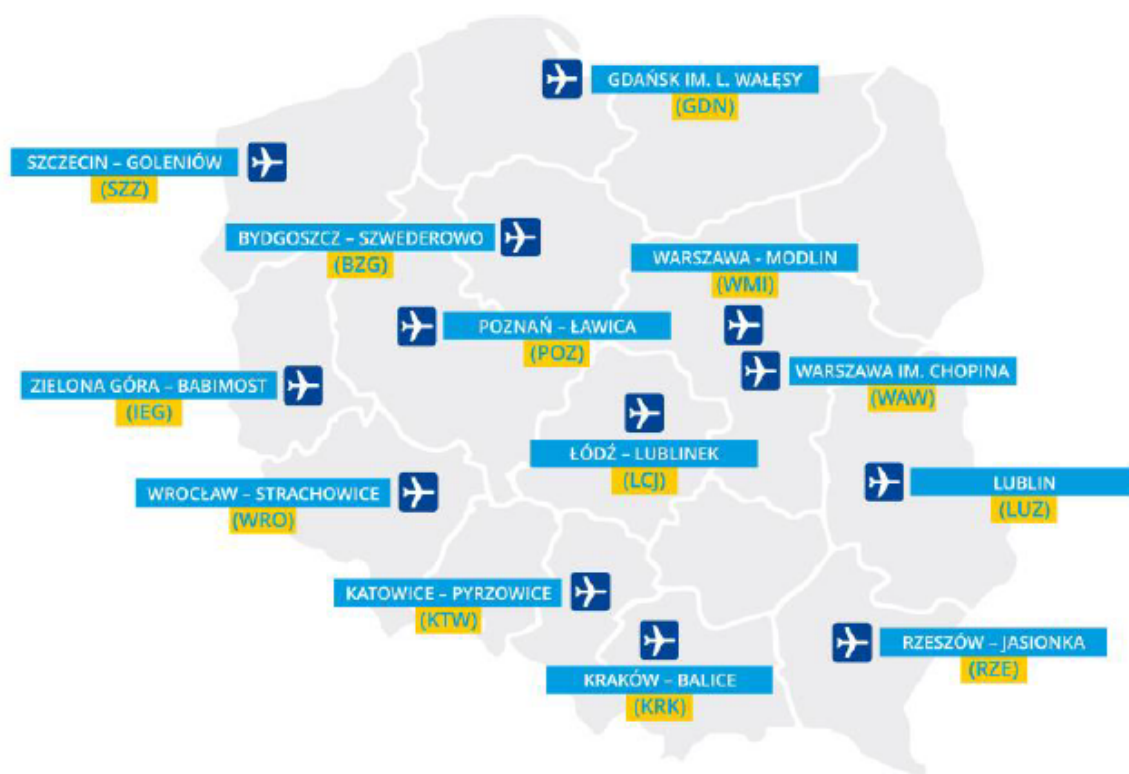 GDAŃSK IM. L. WAŁĘSY
(GDN)
SZCZECIN – GOLENIÓW
(SZZ)
BYDGOSZCZ – SZWEDEROWO
(BZG)
WARSZAWA - MODLIN
(WMI)
POZNAŃ – ŁAWICA
(POZ)
WARSZAWA IM. CHOPINA
(WAW)
ZIELONA GÓRA – BABIMOST
(IEG)
ŁÓDŹ – LUBLINEK
(LCJ)
WROCŁAW – STRACHOWICE
(WRO)
LUBLIN
(LUZ)
KATOWICE – PYRZOWICE
(KTW)
RZESZÓW – JASIONKA
(RZE)
KRAKÓW – BALICE
(KRK)